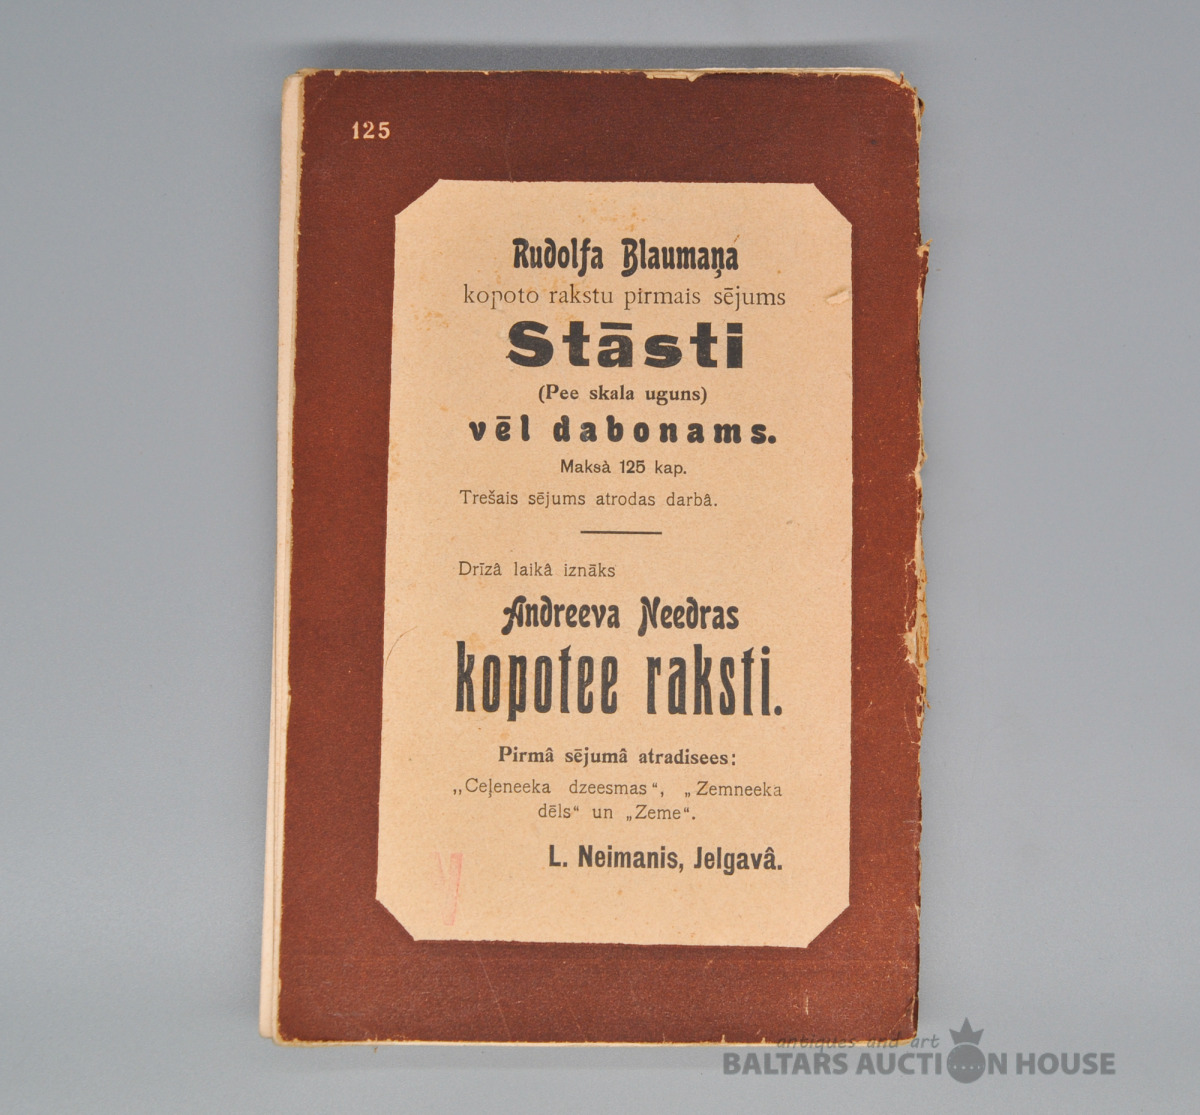 125
Rudolfa Blaumaņa
kopoto rakstu pirmais sējums
Stāsti
(Pee skala uguns)
vēl dabonams.
Maksà 125 kap.
Trešais sējums atrodas darbâ.
Drīzâ laikâ iznāks
Andreeva Needras
kopotee raksti.
Pirmâ sējumâ atradisees:
„Ceļeneeka dzeesmas“, „Zemneeka
dēls“ un „Zeme“.
L. Neimanis, Jelgavâ.
antiques and art
BALTARS AUCTION HOUSE